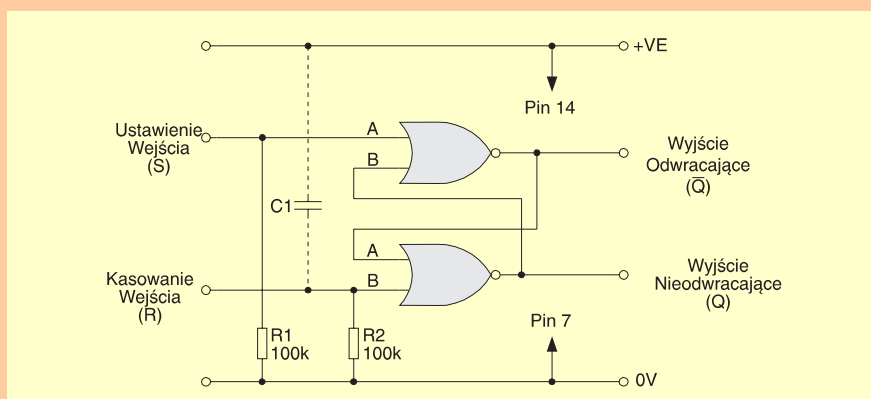 +VE
Pin 14
Ustawienie
Wejścia
(S)
A
B
Wyjście
Odwracające
(Q̅)
C1
A
B
Kasowanie
Wejścia
(R)
Wyjście
Nieodwracające
(Q)
Pin 7
R1
100k
R2
100k
0V